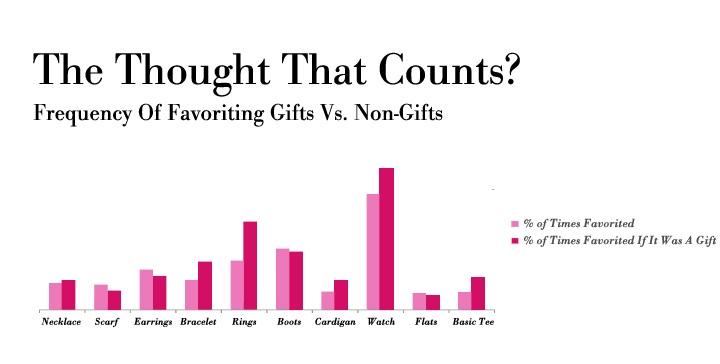 The Thought That Counts?
Frequency Of Favoriting Gifts Vs. Non-Gifts
% of Times Favorited
% of Times Favorited If It Was A Gift
Necklace Scarf Earrings Bracelet Rings Boots Cardigan Watch Flats Basic Tee